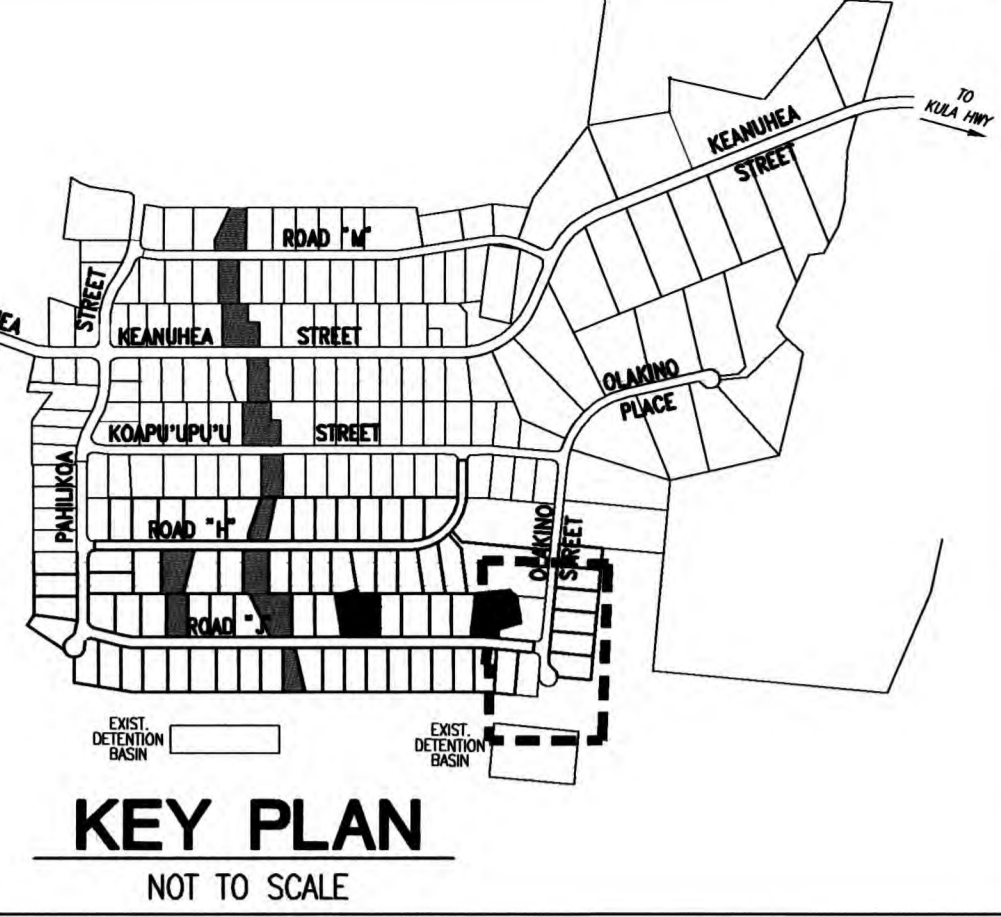 TO
KULA HWY
KEANUHEA
STREET
ROAD "M"
STREET
EA
KEANUHEA STREET
OLAKINO
PLACE
KOAPU'UPU'U STREET
PAHILIKOA
ROAD "H"
OLAKINO
STREET
ROAD "J"
EXIST.
DETENTION
BASIN
EXIST.
DETENTION
BASIN
KEY PLAN
NOT TO SCALE